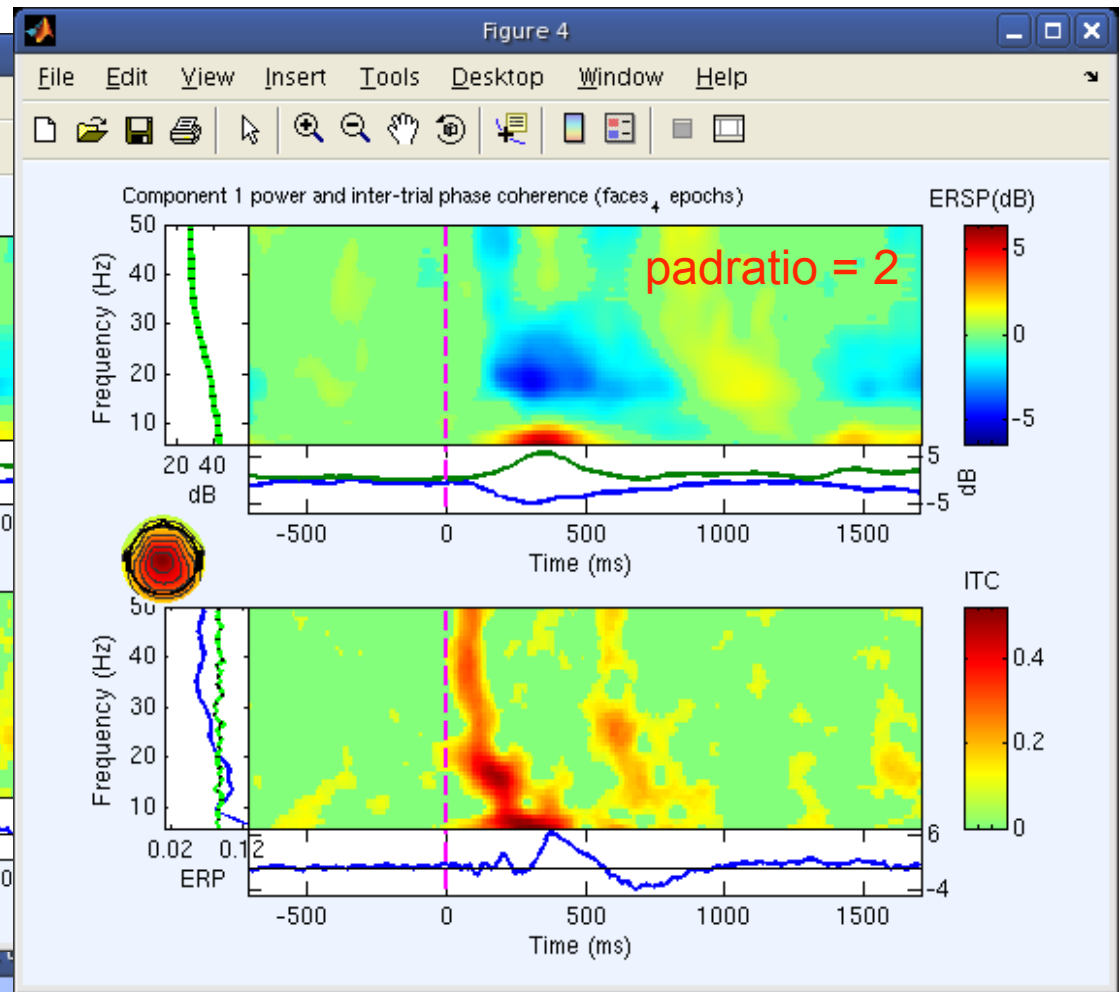 Figure 4
File Edit View Insert Tools Desktop Window Help
Component 1 power and inter-trial phase coherence (faces4 epochs)
ERSP(dB)
padratio = 2
Frequency (Hz)
50
40
30
20
10
5
0
-5
20 40
dB
5
-5
dB
-500 0 500 1000 1500
Time (ms)
ITC
Frequency (Hz)
50
40
30
20
10
0.4
0.2
0
0.02 0.12
ERP
6
-4
-500 0 500 1000 1500
Time (ms)
0
0